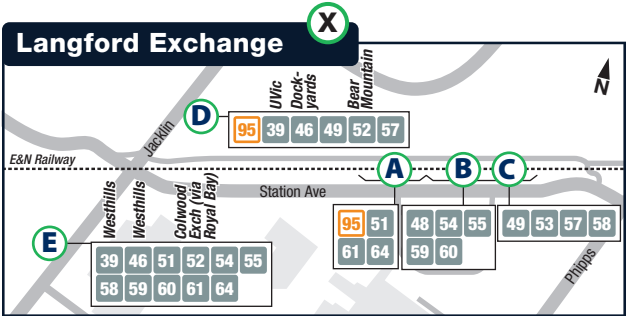 Langford Exchange
X
UVic
Dock-
yards
Bear
Mountain
N
D
95 39 46 49 52 57
Jacklin
E&N Railway
Station Ave
A
B
C
95 51
61 64
48 54 55
59 60
49 53 57 58
Westhills
Westhills
Colwood
Exch (via
Royal Bay)
E
39 46 51 52 54 55
58 59 60 61 64
Phipps